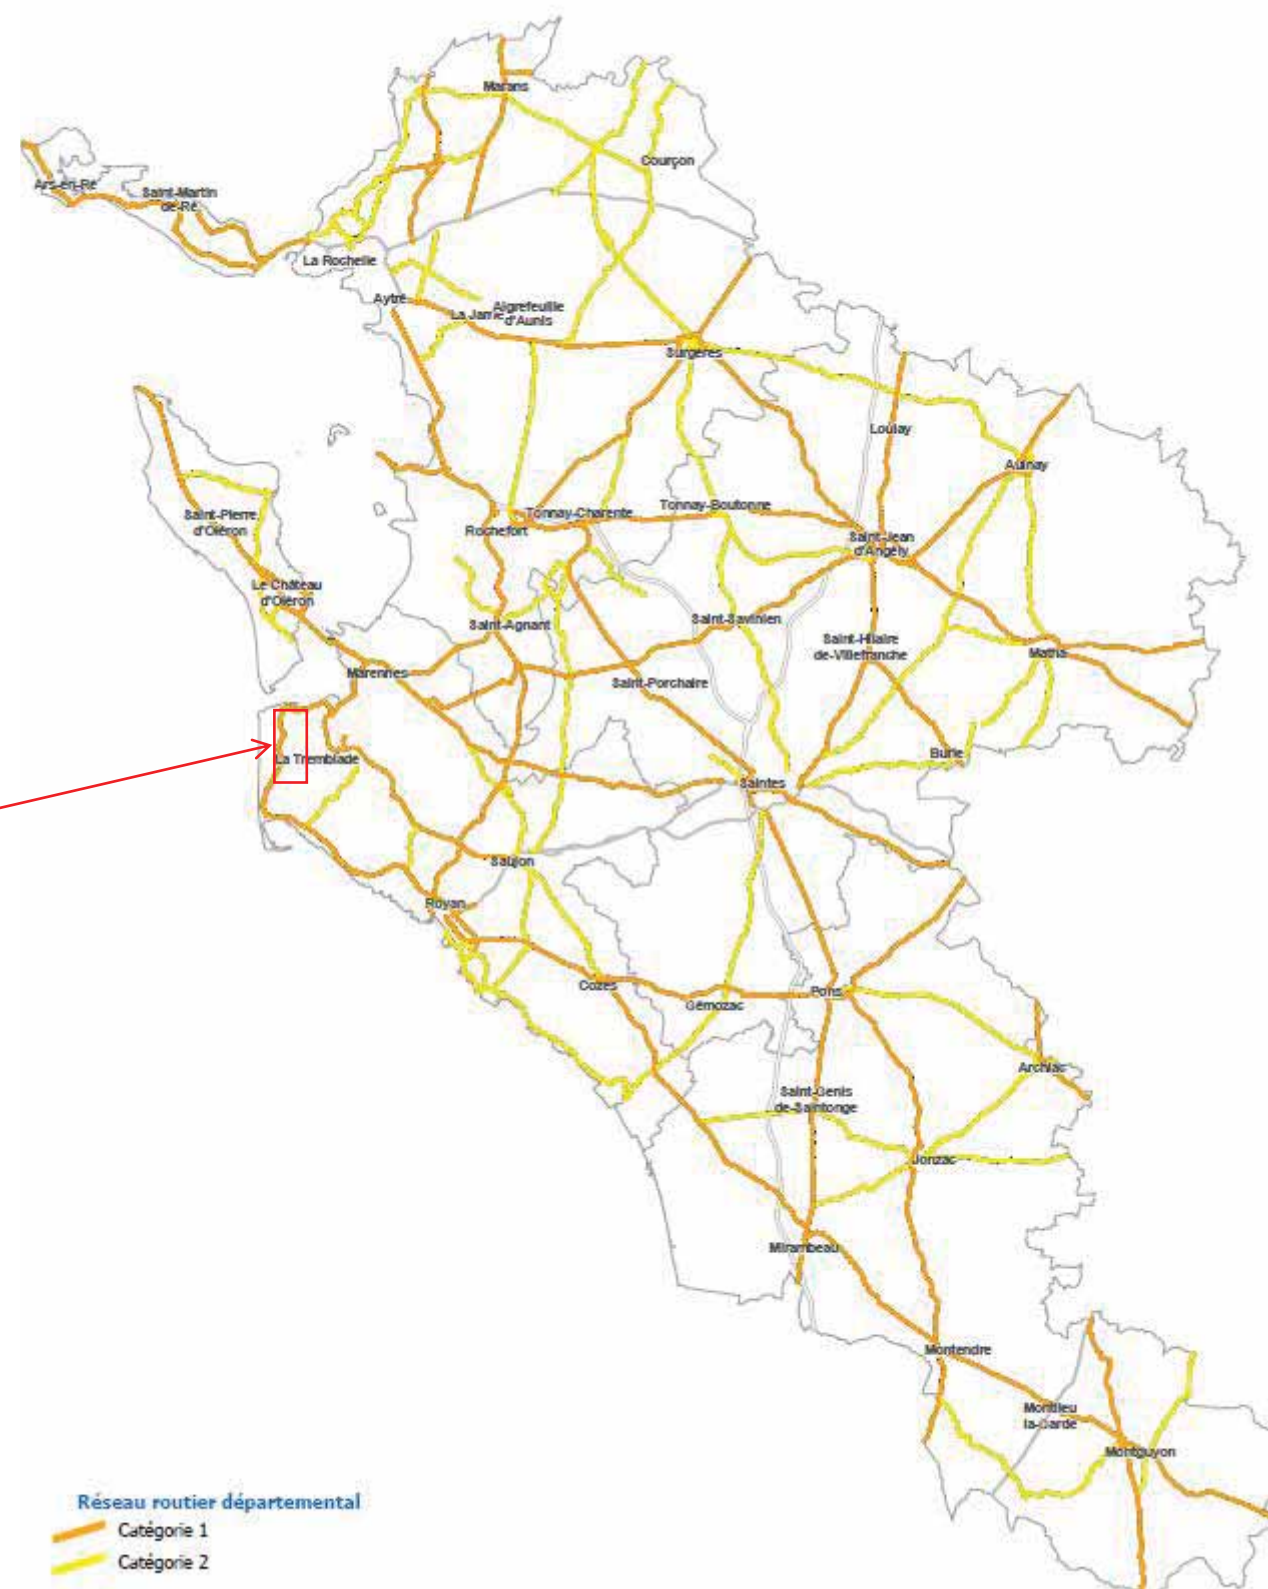 Marans
Courçon
Ars-en-Ré
Saint-Martin
de-Ré
La Rochelle
Aytré
Aigrefeuille
d'Aunis
La Jarrie
Surgères
Loulay
Aulnay
Saint-Pierre
d'Oléron
Rochefort
Tonnay-Charente
Tonnay-Boutonne
Saint-Jean
d'Angély
Le Château
d'Oléron
Saint-Agnant
Saint-Savinien
Saint-Hilaire
de-Villefranche
Matha
Marennes
Saint-Porchaire
La Tremblade
Burie
Saintes
Saujon
Royan
Cozes
Gémozac
Pons
Archiac
Saint-Genis
de-Saintonge
Jonzac
Mirambeau
Montendre
Montlieu
la-Garde
Montguyon
Réseau routier départemental
Catégorie 1
Catégorie 2